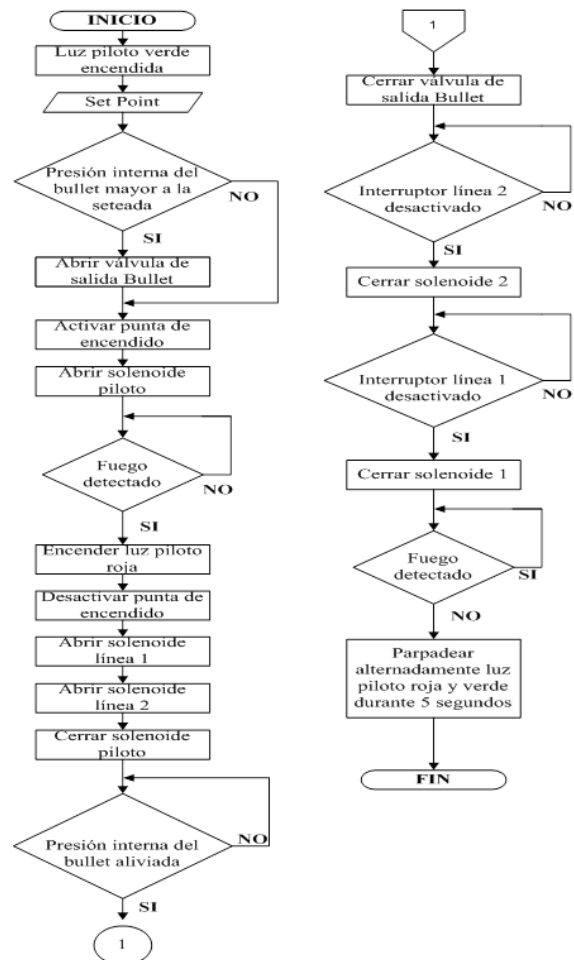 INICIO
Luz piloto verde
encendida
Set Point
Presión interna del
bullet mayor a la
seteada
NO
SI
Abrir válvula de
salida Bullet
Activar punta de
encendido
Abrir solenoide
piloto
Fuego
detectado
NO
SI
Encender luz piloto
roja
Desactivar punta de
encendido
Abrir solenoide
línea 1
Abrir solenoide
línea 2
Cerrar solenoide
piloto
Presión interna del
bullet aliviada
NO
SI
1
1
Cerrar válvula de
salida Bullet
Interruptor línea 2
desactivado
NO
SI
Cerrar solenoide 2
Interruptor línea 1
desactivado
NO
SI
Cerrar solenoide 1
Fuego
detectado
SI
NO
Parpadear
alternadamente luz
piloto roja y verde
durante 5 segundos
FIN